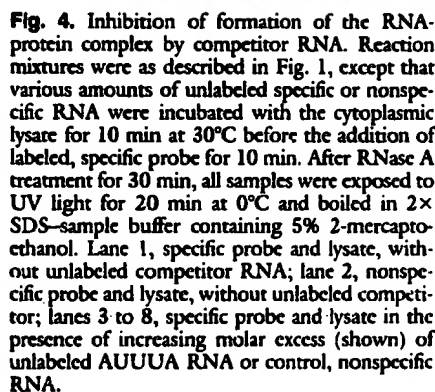 Fig. 4. Inhibition of formation of the RNA-
protein complex by competitor RNA. Reaction
mixtures were as described in Fig. 1, except that
various amounts of unlabeled specific or nonspe-
cific RNA were incubated with the cytoplasmic
lysate for 10 min at 30°C before the addition of
labeled, specific probe for 10 min. After RNase A
treatment for 30 min, all samples were exposed to
UV light for 20 min at 0°C and boiled in 2×
SDS–sample buffer containing 5% 2-mercapto-
ethanol. Lane 1, specific probe and lysate, with-
out unlabeled competitor RNA; lane 2, nonspe-
cific probe and lysate, without unlabeled competi-
tor; lanes 3 to 8, specific probe and lysate in the
presence of increasing molar excess (shown) of
unlabeled AUUUA RNA or control, nonspecific
RNA.